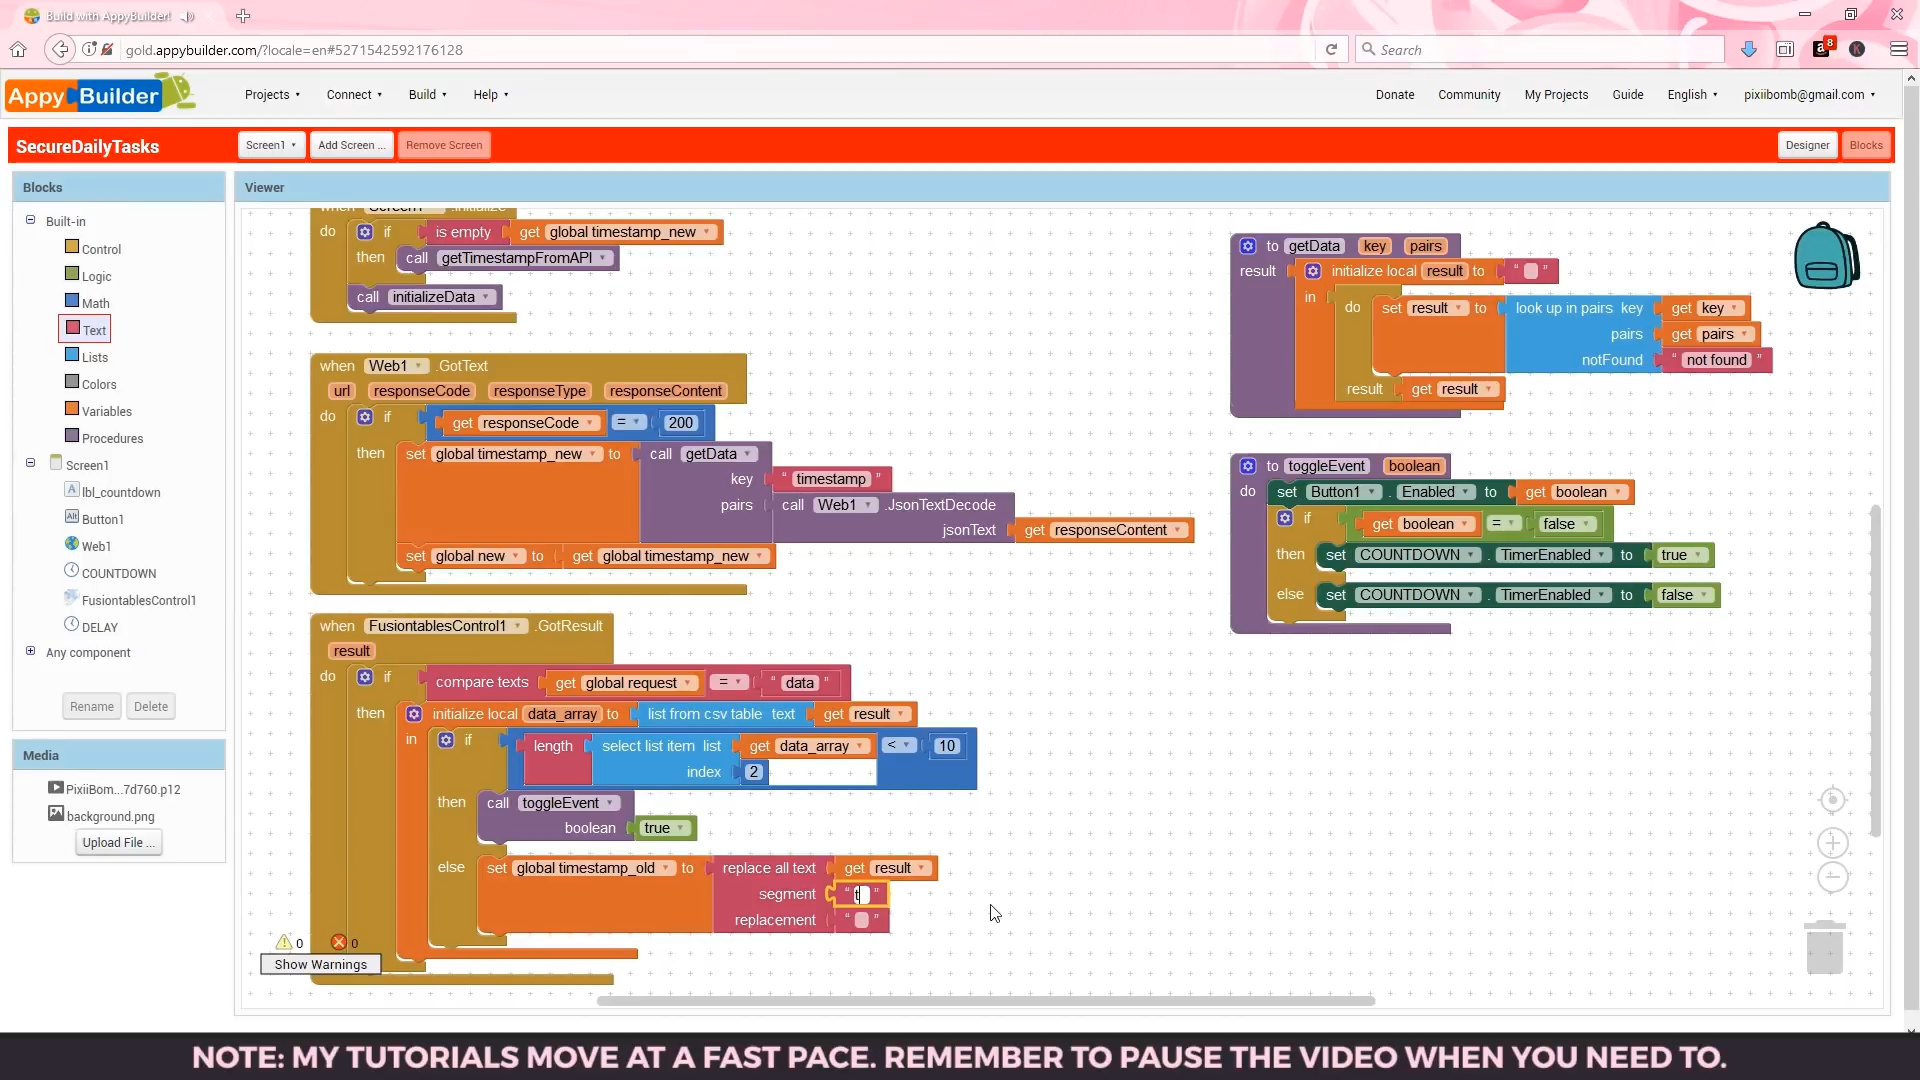 Build with AppyBuilder!
gold.appybuilder.com/?locale=en#5271542592176128
Search
8
K
Appy Builder
Projects
Connect
Build
Help
Donate
Community
My Projects
Guide
English
pixiibomb@gmail.com
SecureDailyTasks
Screen1
Add Screen ...
Remove Screen
Designer
Blocks
Blocks
Viewer
Built-in
Control
Logic
Math
Text
Lists
Colors
Variables
Procedures
Screen1
lbl_countdown
Button1
Web1
COUNTDOWN
FusiontablesControl1
DELAY
Any component
Rename
Delete
Media
PixiiBom...7d760.p12
background.png
Upload File ...
when Screen1 .Initialize
do if is empty get global timestamp_new
then call getTimestampFromAPI
call initializeData
when Web1 .GotText
url responseCode responseType responseContent
do if get responseCode = 200
then set global timestamp_new to call getData
key " timestamp "
pairs call Web1 .JsonTextDecode
jsonText get responseContent
set global new to get global timestamp_new
when FusiontablesControl1 .GotResult
result
do if compare texts get global request = " data "
then initialize local data_array to list from csv table text get result
in if length select list item list get data_array < 10
index 2
then call toggleEvent
boolean true
else set global timestamp_old to replace all text get result
segment " t "
replacement " "
0 0
Show Warnings
to getData key pairs
result initialize local result to " "
in do set result to look up in pairs key get key
pairs get pairs
notFound " not found "
result get result
to toggleEvent boolean
do set Button1 . Enabled to get boolean
if get boolean = false
then set COUNTDOWN . TimerEnabled to true
else set COUNTDOWN . TimerEnabled to false
NOTE: MY TUTORIALS MOVE AT A FAST PACE. REMEMBER TO PAUSE THE VIDEO WHEN YOU NEED TO.